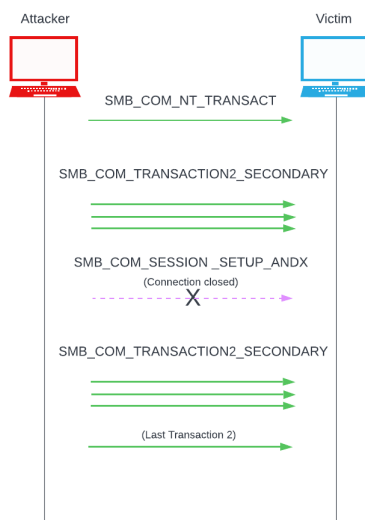 Attacker
Victim
SMB_COM_NT_TRANSACT
SMB_COM_TRANSACTION2_SECONDARY
SMB_COM_SESSION _SETUP_ANDX
(Connection closed)
X
SMB_COM_TRANSACTION2_SECONDARY
(Last Transaction 2)